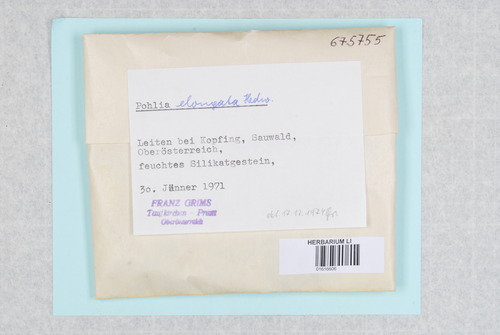 675755
Pohlia elongata Hedw.
Leiten bei Kopfing, Sauwald,
Oberösterreich,
feuchtes Silikatgestein,
30. Jänner 1971
FRANZ GRIMS
Taufkirchen - Pram
Oberösterreich
HERBARIUM LI